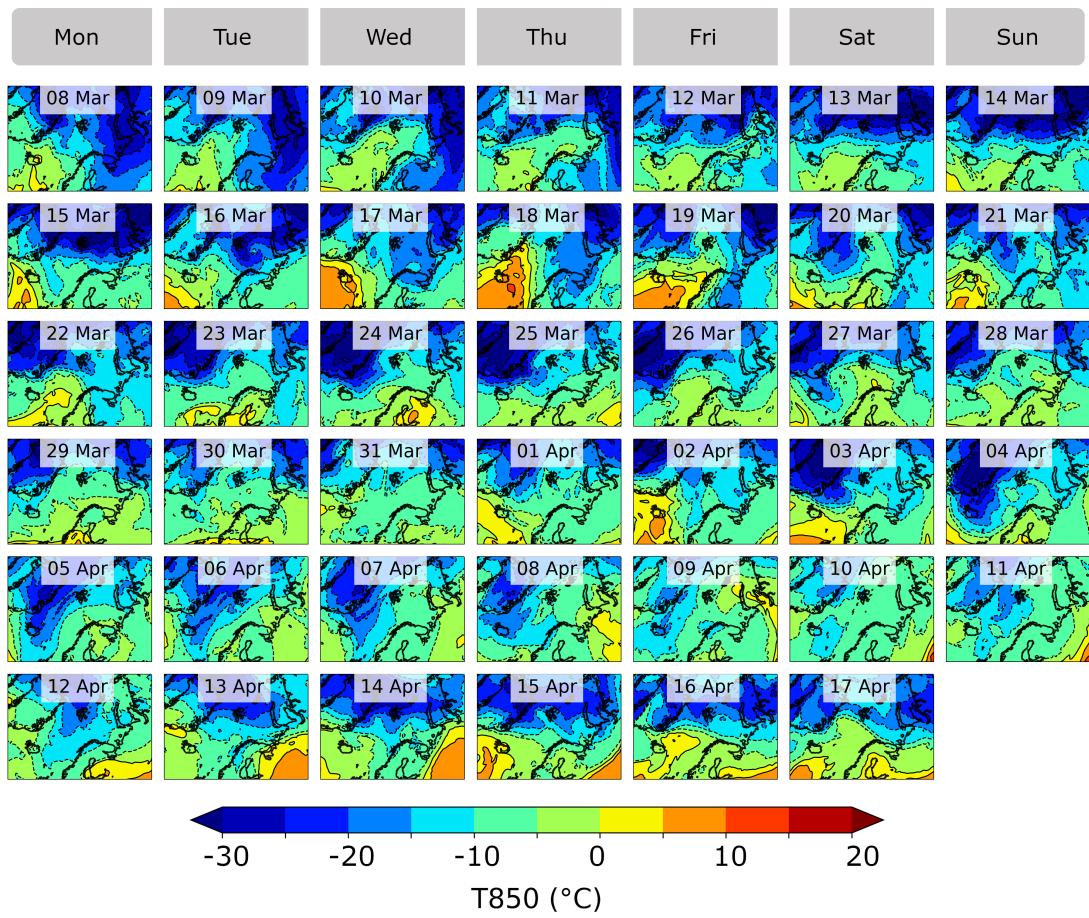 Mon Tue Wed Thu Fri Sat Sun
08 Mar 09 Mar 10 Mar 11 Mar 12 Mar 13 Mar 14 Mar
15 Mar 16 Mar 17 Mar 18 Mar 19 Mar 20 Mar 21 Mar
22 Mar 23 Mar 24 Mar 25 Mar 26 Mar 27 Mar 28 Mar
29 Mar 30 Mar 31 Mar 01 Apr 02 Apr 03 Apr 04 Apr
05 Apr 06 Apr 07 Apr 08 Apr 09 Apr 10 Apr 11 Apr
12 Apr 13 Apr 14 Apr 15 Apr 16 Apr 17 Apr
-30 -20 -10 0 10 20
T850 (°C)